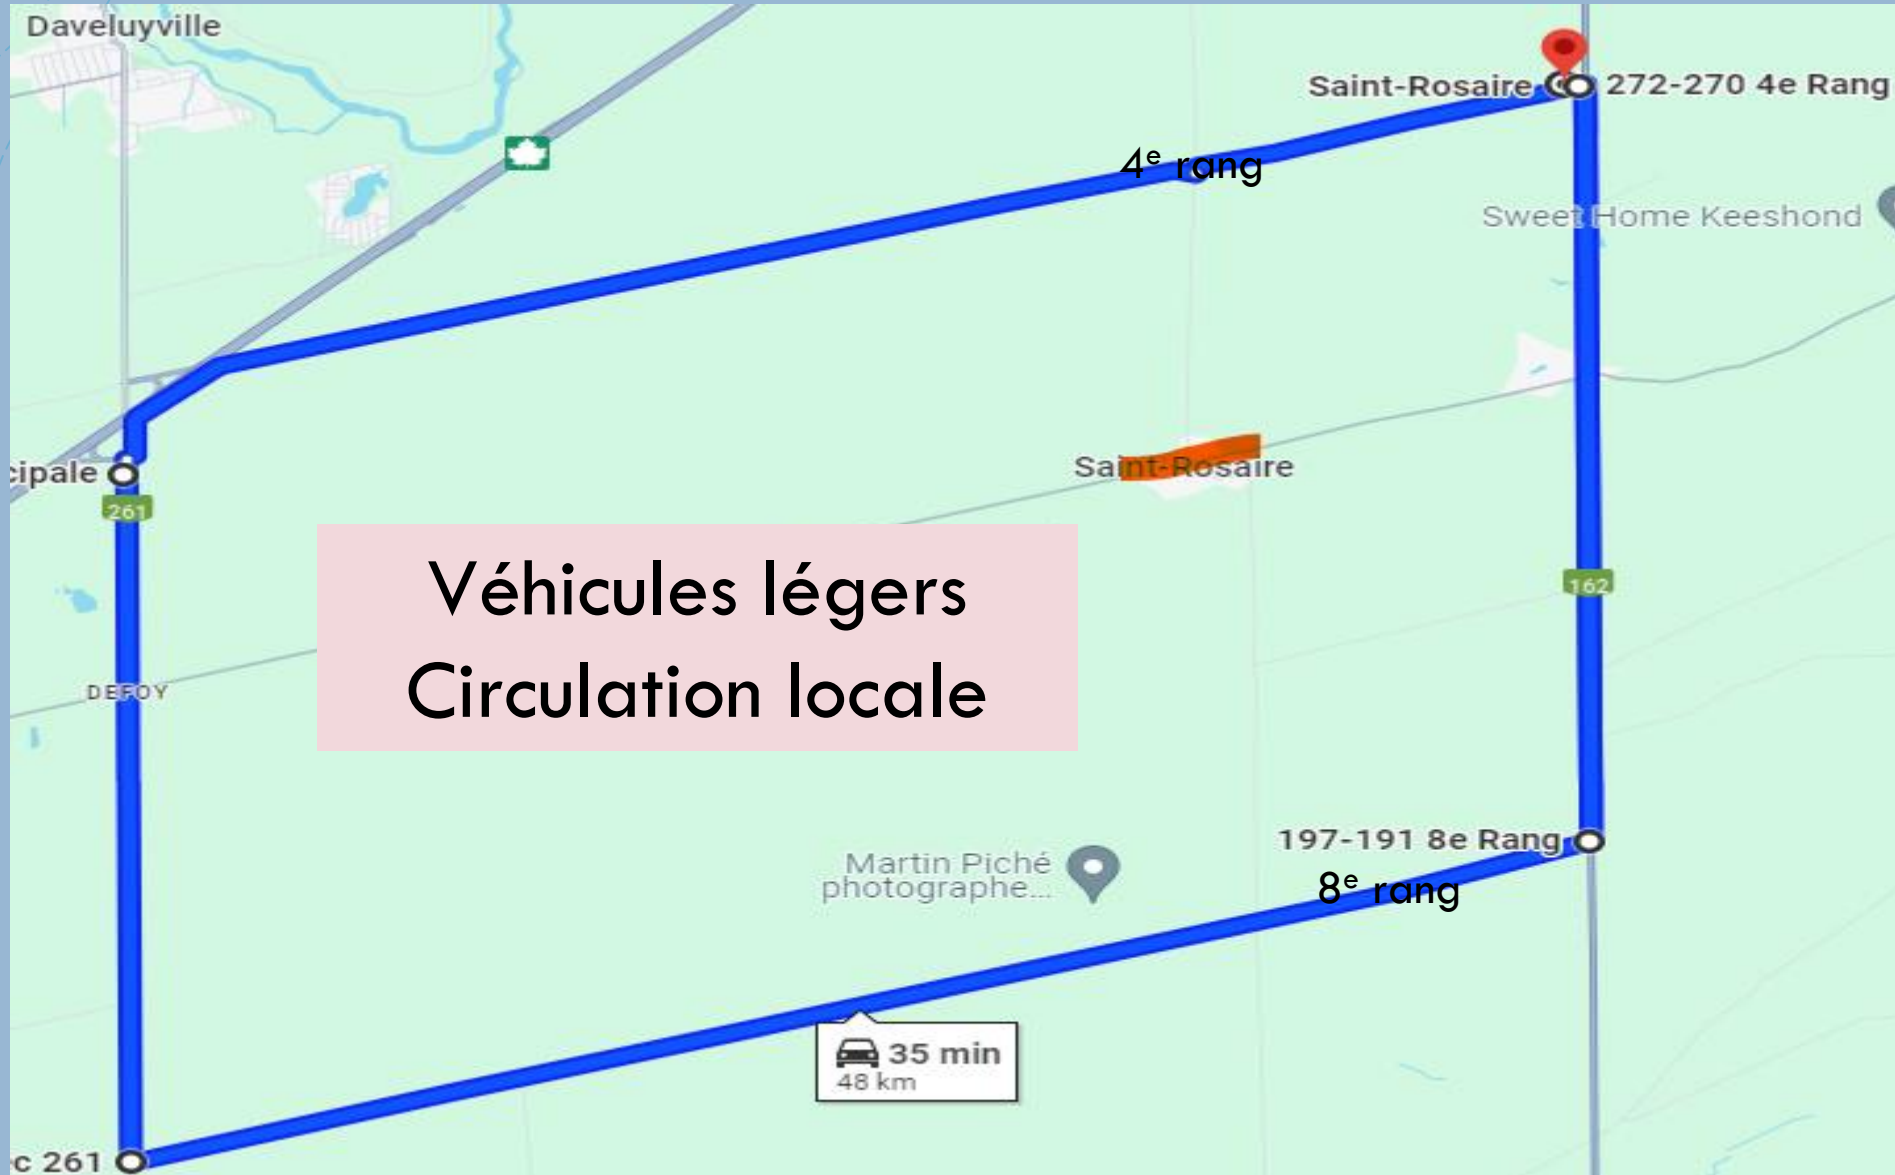 Daveluyville
Saint-Rosaire
272-270 4e Rang
4e rang
Sweet Home Keeshond
cipale
261
Saint-Rosaire
Véhicules légers
Circulation locale
162
DEFOY
197-191 8e Rang
Martin Piché
photographe...
8e rang
35 min
48 km
c 261